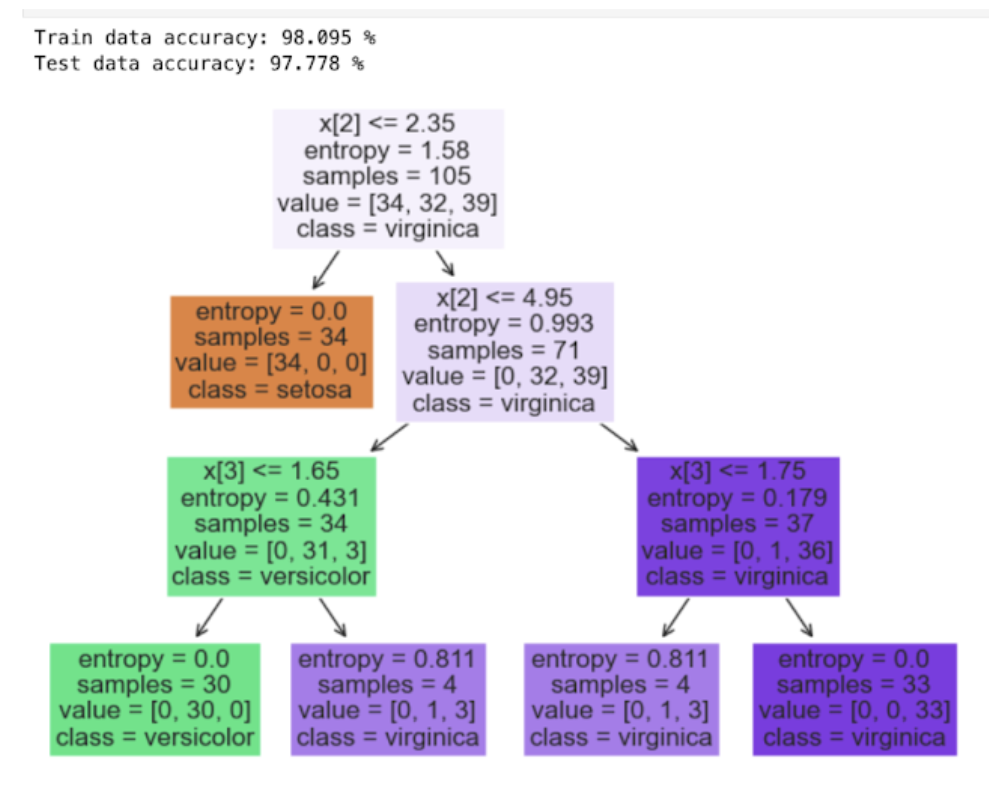 Train data accuracy: 98.095 %
Test data accuracy: 97.778 %
x[2] <= 2.35
entropy = 1.58
samples = 105
value = [34, 32, 39]
class = virginica
entropy = 0.0
samples = 34
value = [34, 0, 0]
class = setosa
x[2] <= 4.95
entropy = 0.993
samples = 71
value = [0, 32, 39]
class = virginica
x[3] <= 1.65
entropy = 0.431
samples = 34
value = [0, 31, 3]
class = versicolor
x[3] <= 1.75
entropy = 0.179
samples = 37
value = [0, 1, 36]
class = virginica
entropy = 0.0
samples = 30
value = [0, 30, 0]
class = versicolor
entropy = 0.811
samples = 4
value = [0, 1, 3]
class = virginica
entropy = 0.811
samples = 4
value = [0, 1, 3]
class = virginica
entropy = 0.0
samples = 33
value = [0, 0, 33]
class = virginica